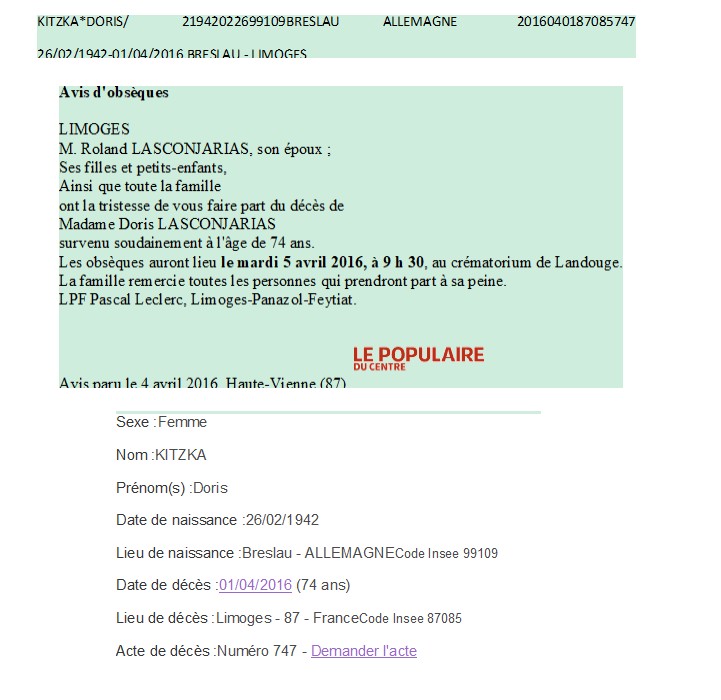 KITZKA*DORIS/ 21942022699109BRESLAU ALLEMAGNE 2016040187085747
26/02/1942-01/04/2016 BRESLAU - LIMOGES
Avis d'obsèques
LIMOGES
M. Roland LASCONJARIAS, son époux ;
Ses filles et petits-enfants,
Ainsi que toute la famille
ont la tristesse de vous faire part du décès de
Madame Doris LASCONJARIAS
survenu soudainement à l'âge de 74 ans.
Les obsèques auront lieu le mardi 5 avril 2016, à 9 h 30, au crématorium de Landouge.
La famille remercie toutes les personnes qui prendront part à sa peine.
LPF Pascal Leclerc, Limoges-Panazol-Feytiat.
LE POPULAIRE
DU CENTRE
Avis paru le 4 avril 2016 Haute-Vienne (87)
Sexe :Femme
Nom :KITZKA
Prénom(s) :Doris
Date de naissance :26/02/1942
Lieu de naissance :Breslau - ALLEMAGNECode Insee 99109
Date de décès :01/04/2016 (74 ans)
Lieu de décès :Limoges - 87 - FranceCode Insee 87085
Acte de décès :Numéro 747 - Demander l'acte